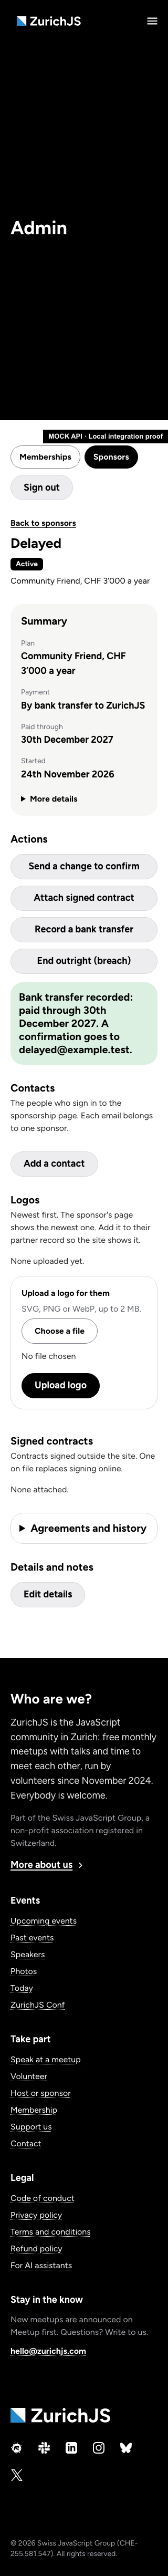 ZurichJS
Admin
MOCK API · Local integration proof
Memberships
Sponsors
Sign out
Back to sponsors
Delayed
Active
Community Friend, CHF 3'000 a year
Summary
Plan
Community Friend, CHF
3'000 a year
Payment
By bank transfer to ZurichJS
Paid through
30th December 2027
Started
24th November 2026
More details
Actions
Send a change to confirm
Attach signed contract
Record a bank transfer
End outright (breach)
Bank transfer recorded:
paid through 30th
December 2027. A
confirmation goes to
delayed@example.test.
Contacts
The people who sign in to the
sponsorship page. Each email belongs
to one sponsor.
Add a contact
Logos
Newest first. The sponsor's page
shows the newest one. Add it to their
partner record so the site shows it.
None uploaded yet.
Upload a logo for them
SVG, PNG or WebP, up to 2 MB.
Choose a file
No file chosen
Upload logo
Signed contracts
Contracts signed outside the site. One
on file replaces signing online.
None attached.
Agreements and history
Details and notes
Edit details
Who are we?
ZurichJS is the JavaScript
community in Zurich: free monthly
meetups with talks and time to
meet each other, run by
volunteers since November 2024.
Everybody is welcome.
Part of the Swiss JavaScript Group, a
non-profit association registered in
Switzerland.
More about us
Events
Upcoming events
Past events
Speakers
Photos
Today
ZurichJS Conf
Take part
Speak at a meetup
Volunteer
Host or sponsor
Membership
Support us
Contact
Legal
Code of conduct
Privacy policy
Terms and conditions
Refund policy
For AI assistants
Stay in the know
New meetups are announced on
Meetup first. Questions? Write to us.
hello@zurichjs.com
ZurichJS
© 2026 Swiss JavaScript Group (CHE-
255.581.547). All rights reserved.